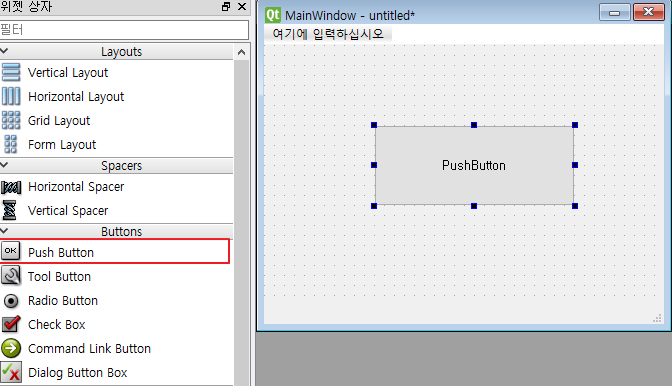 위젯 상자
필터
Layouts
Vertical Layout
Horizontal Layout
Grid Layout
Form Layout
Spacers
Horizontal Spacer
Vertical Spacer
Buttons
OK
Push Button
Tool Button
Radio Button
Check Box
Command Link Button
Dialog Button Box
Qt MainWindow - untitled*
여기에 입력하십시오
PushButton